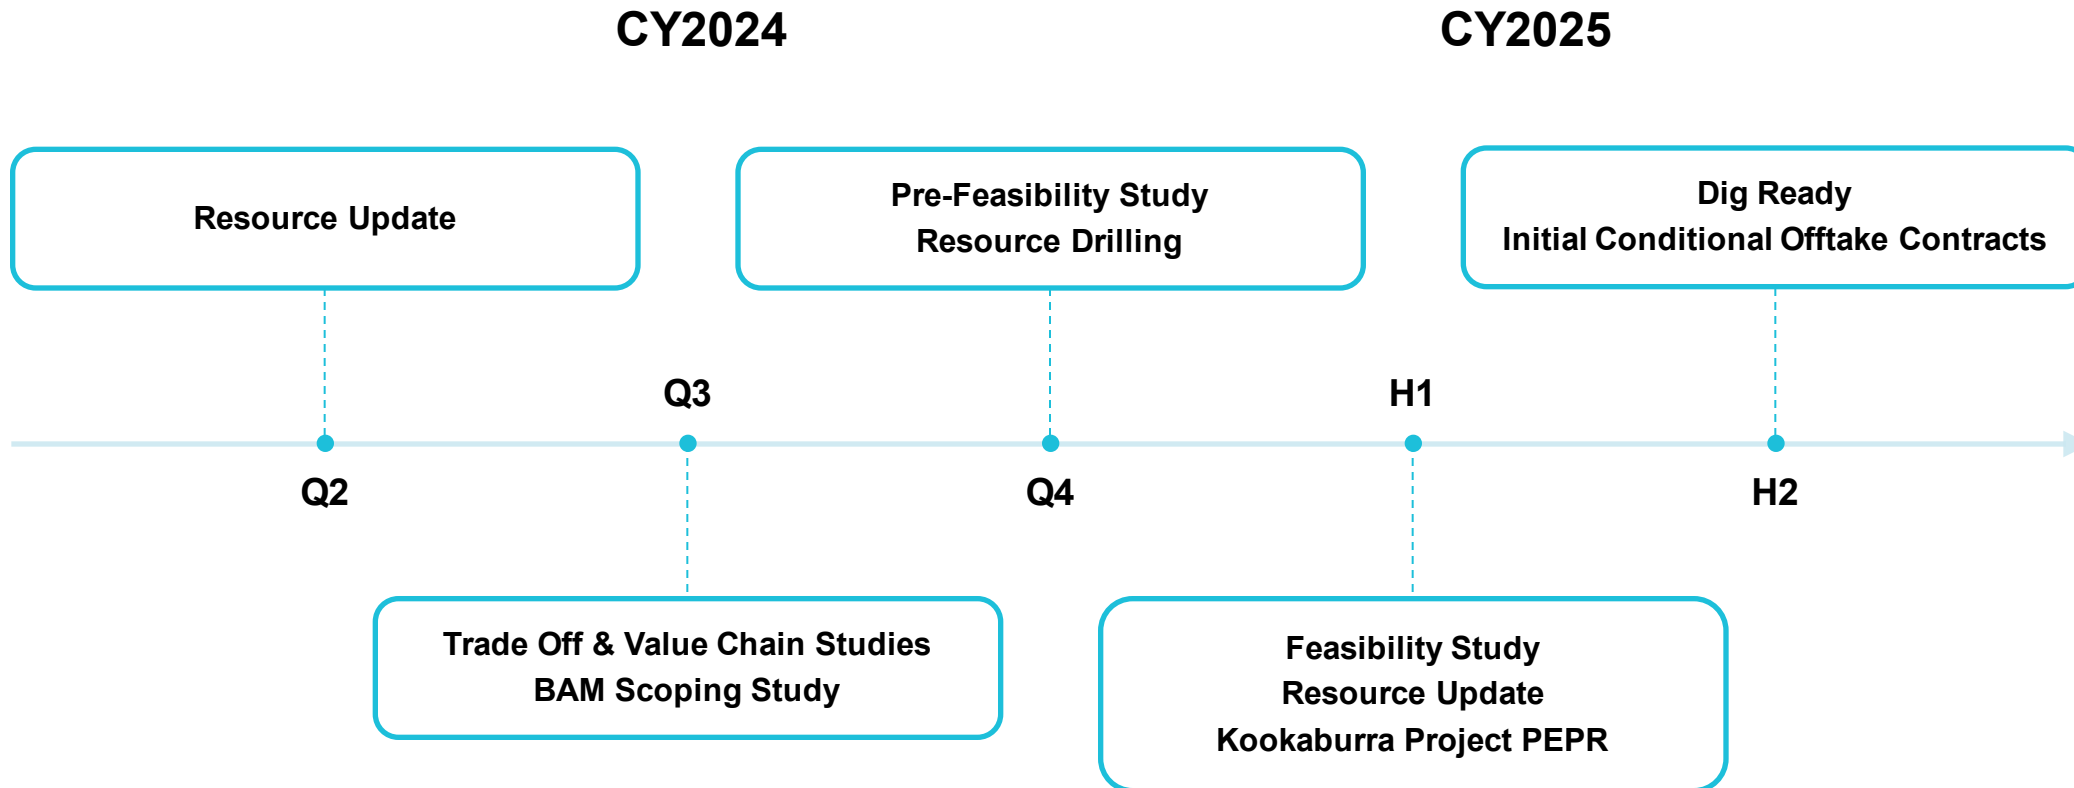 CY2024
CY2025
Resource Update
Pre-Feasibility Study
Resource Drilling
Dig Ready
Initial Conditional Offtake Contracts
Q3
H1
Q2
Q4
H2
Trade Off & Value Chain Studies
BAM Scoping Study
Feasibility Study
Resource Update
Kookaburra Project PEPR